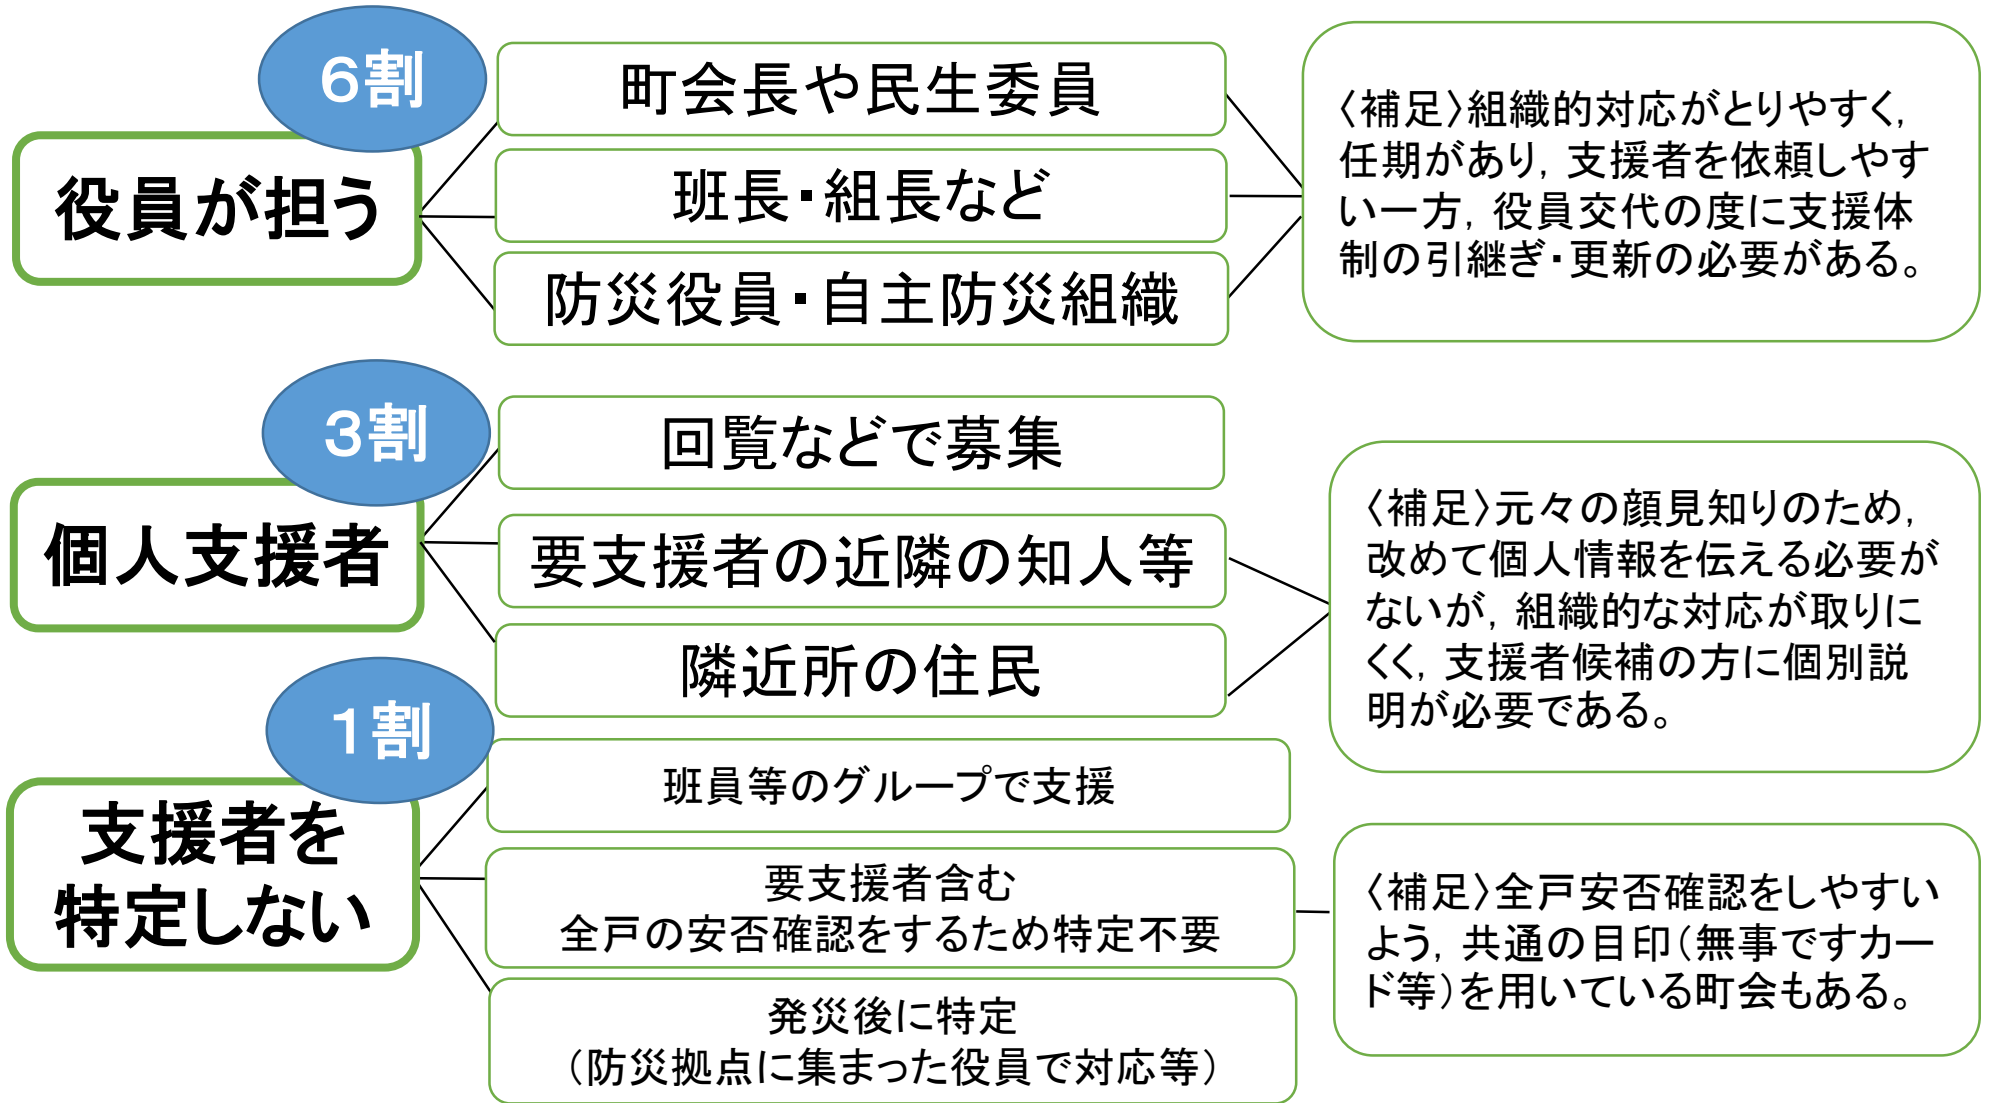 6割
役員が担う
町会長や民生委員
班長・組長など
防災役員・自主防災組織
〈補足〉組織的対応がとりやすく,
任期があり,支援者を依頼しやす
い一方,役員交代の度に支援体
制の引継ぎ・更新の必要がある。
3割
個人支援者
回覧などで募集
要支援者の近隣の知人等
隣近所の住民
〈補足〉元々の顔見知りのため,
改めて個人情報を伝える必要が
ないが,組織的な対応が取りに
くく,支援者候補の方に個別説
明が必要である。
1割
支援者を
特定しない
班員等のグループで支援
要支援者含む
全戸の安否確認をするため特定不要
発災後に特定
（防災拠点に集まった役員で対応等）
〈補足〉全戸安否確認をしやすい
よう,共通の目印（無事ですカー
ド等）を用いている町会もある。